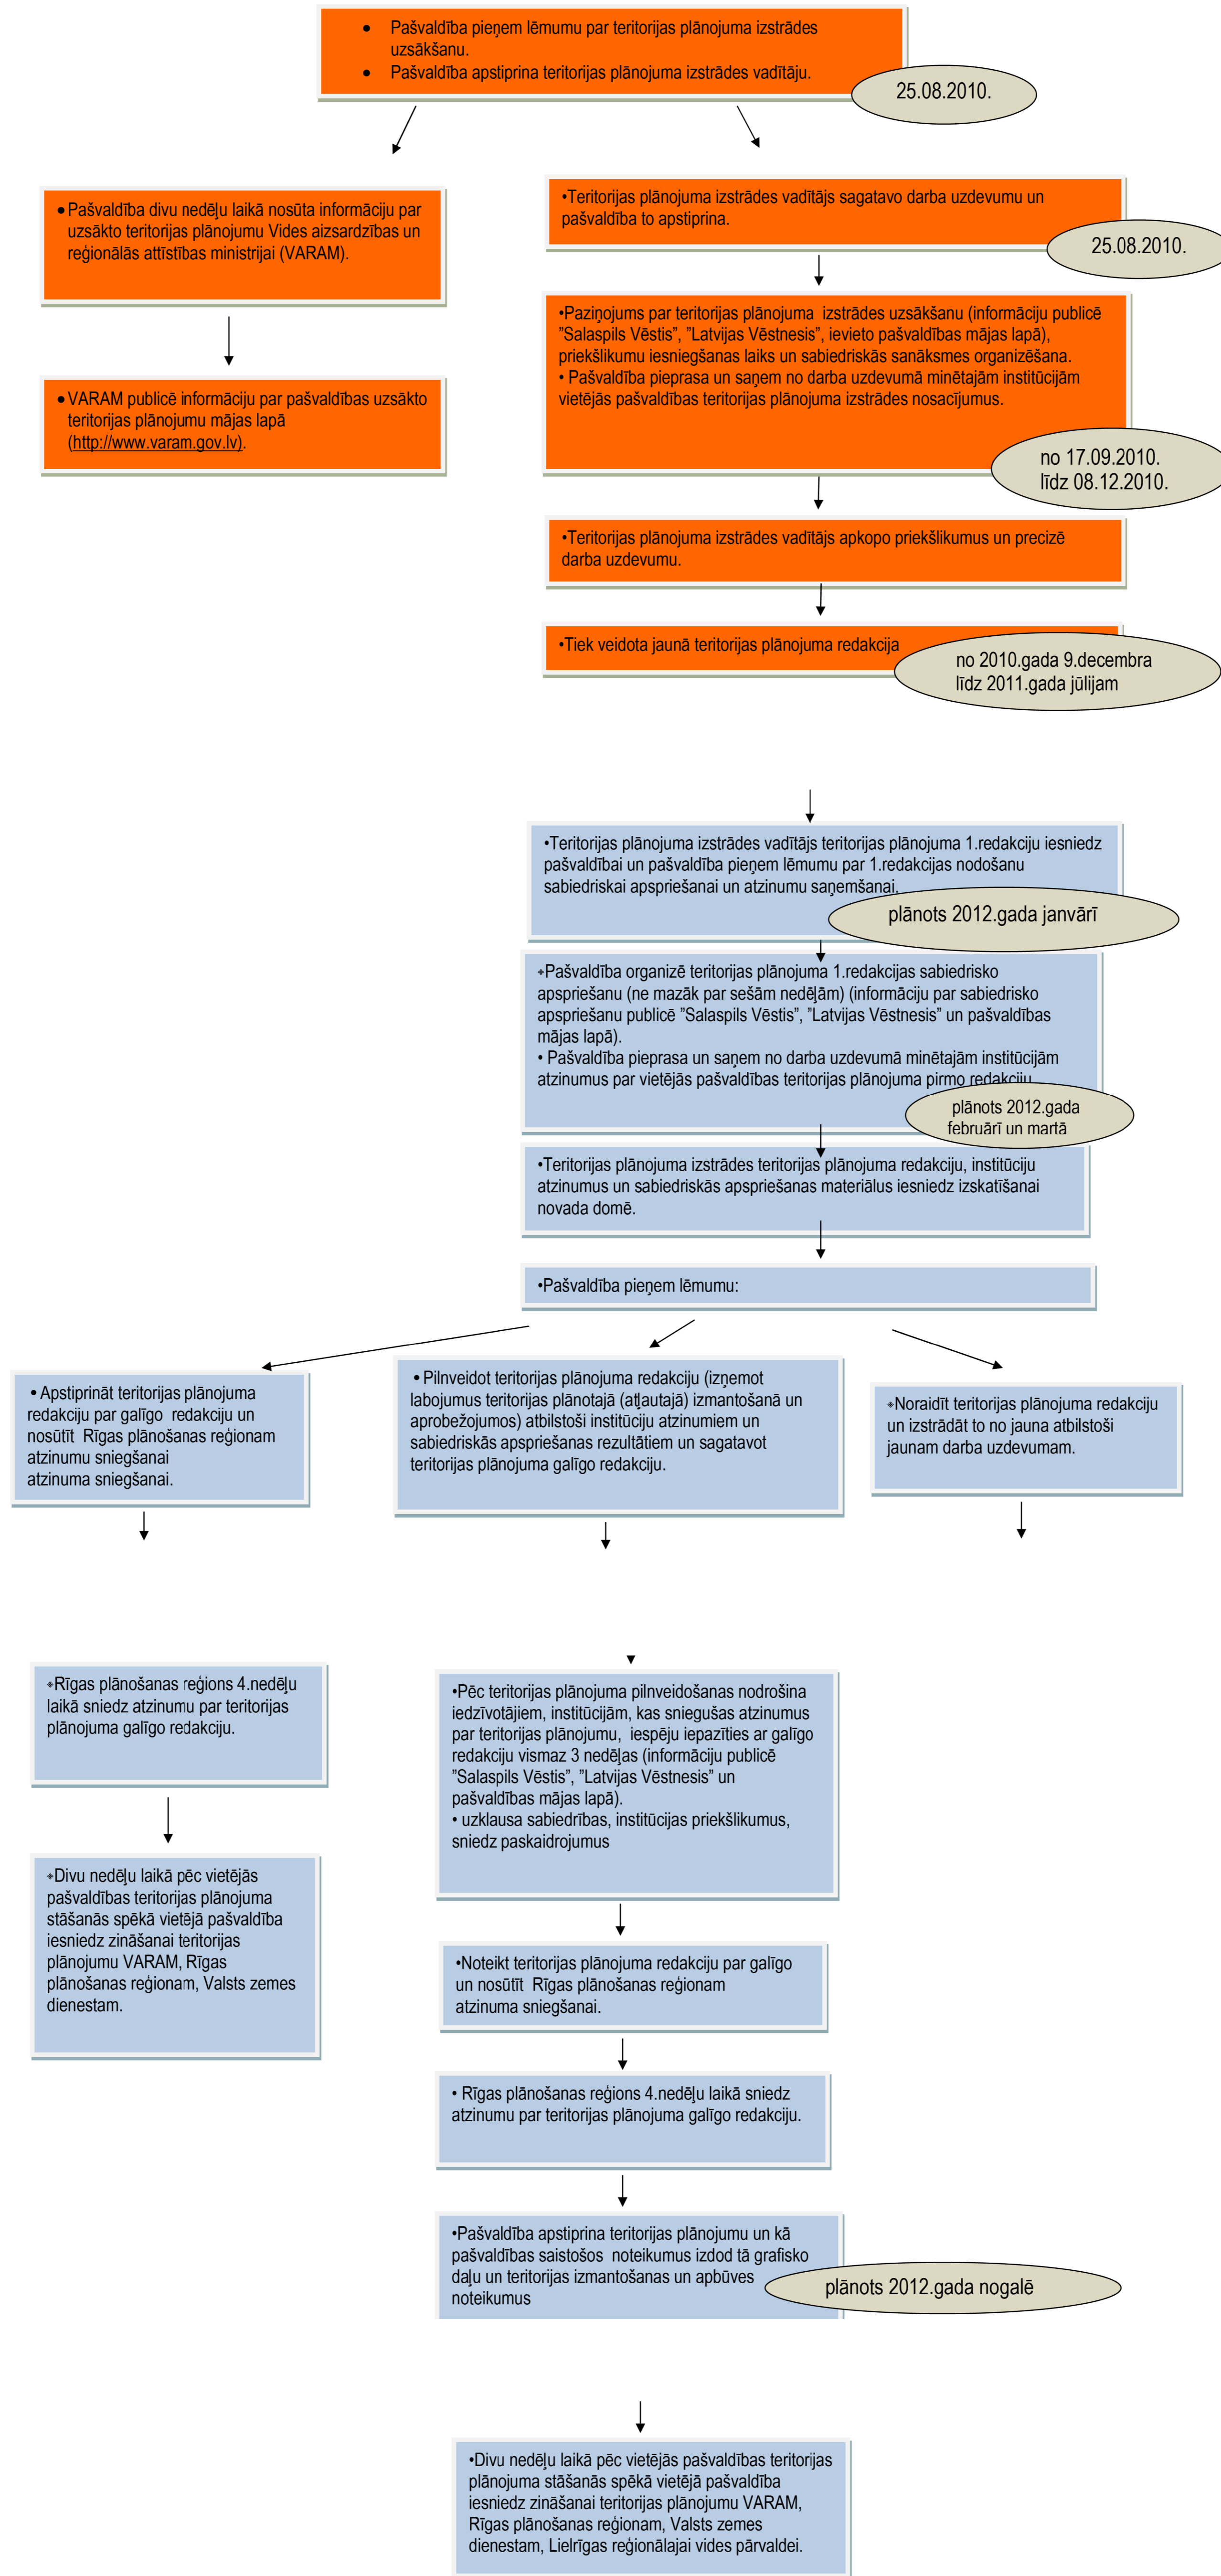 • Pašvaldība pieņem lēmumu par teritorijas plānojuma izstrādes
uzsākšanu.
• Pašvaldība apstiprina teritorijas plānojuma izstrādes vadītāju.
25.08.2010.
•Pašvaldība divu nedēļu laikā nosūta informāciju par
uzsākto teritorijas plānojumu Vides aizsardzības un
reģionālās attīstības ministrijai (VARAM).
•Teritorijas plānojuma izstrādes vadītājs sagatavo darba uzdevumu un
pašvaldība to apstiprina.
25.08.2010.
•Paziņojums par teritorijas plānojuma izstrādes uzsākšanu (informāciju publicē
”Salaspils Vēstis”, ”Latvijas Vēstnesis”, ievieto pašvaldības mājas lapā),
priekšlikumu iesniegšanas laiks un sabiedriskās sanāksmes organizēšana.
• Pašvaldība pieprasa un saņem no darba uzdevumā minētajām institūcijām
vietējās pašvaldības teritorijas plānojuma izstrādes nosacījumus.
•VARAM publicē informāciju par pašvaldības uzsākto
teritorijas plānojumu mājas lapā
(http://www.varam.gov.lv).
no 17.09.2010.
līdz 08.12.2010.
•Teritorijas plānojuma izstrādes vadītājs apkopo priekšlikumus un precizē
darba uzdevumu.
•Tiek veidota jaunā teritorijas plānojuma redakcija
no 2010.gada 9.decembra
līdz 2011.gada jūlijam
•Teritorijas plānojuma izstrādes vadītājs teritorijas plānojuma 1.redakciju iesniedz
pašvaldībai un pašvaldība pieņem lēmumu par 1.redakcijas nodošanu
sabiedriskai apspriešanai un atzinumu saņemšanai.
plānots 2012.gada janvārī
•Pašvaldība organizē teritorijas plānojuma 1.redakcijas sabiedrisko
apspriešanu (ne mazāk par sešām nedēļām) (informāciju par sabiedrisko
apspriešanu publicē ”Salaspils Vēstis”, ”Latvijas Vēstnesis” un pašvaldības
mājas lapā).
• Pašvaldība pieprasa un saņem no darba uzdevumā minētajām institūcijām
atzinumus par vietējās pašvaldības teritorijas plānojuma pirmo redakciju
plānots 2012.gada
februārī un martā
•Teritorijas plānojuma izstrādes teritorijas plānojuma redakciju, institūciju
atzinumus un sabiedriskās apspriešanas materiālus iesniedz izskatīšanai
novada domē.
•Pašvaldība pieņem lēmumu:
• Apstiprināt teritorijas plānojuma
redakciju par galīgo redakciju un
nosūtīt Rīgas plānošanas reģionam
atzinumu sniegšanai
atzinuma sniegšanai.
• Pilnveidot teritorijas plānojuma redakciju (izņemot
labojumus teritorijas plānotajā (atļautajā) izmantošanā un
aprobežojumos) atbilstoši institūciju atzinumiem un
sabiedriskās apspriešanas rezultātiem un sagatavot
teritorijas plānojuma galīgo redakciju.
•Noraidīt teritorijas plānojuma redakciju
un izstrādāt to no jauna atbilstoši
jaunam darba uzdevumam.
•Rīgas plānošanas reģions 4.nedēļu
laikā sniedz atzinumu par teritorijas
plānojuma galīgo redakciju.
•Divu nedēļu laikā pēc vietējās
pašvaldības teritorijas plānojuma
stāšanās spēkā vietējā pašvaldība
iesniedz zināšanai teritorijas
plānojumu VARAM, Rīgas
plānošanas reģionam, Valsts zemes
dienestam.
•Pēc teritorijas plānojuma pilnveidošanas nodrošina
iedzīvotājiem, institūcijām, kas sniegušas atzinumus
par teritorijas plānojumu, iespēju iepazīties ar galīgo
redakciju vismaz 3 nedēļas (informāciju publicē
”Salaspils Vēstis”, ”Latvijas Vēstnesis” un
pašvaldības mājas lapā).
• uzklausa sabiedrības, institūcijas priekšlikumus,
sniedz paskaidrojumus
•Noteikt teritorijas plānojuma redakciju par galīgo
un nosūtīt Rīgas plānošanas reģionam
atzinuma sniegšanai.
• Rīgas plānošanas reģions 4.nedēļu laikā sniedz
atzinumu par teritorijas plānojuma galīgo redakciju.
•Pašvaldība apstiprina teritorijas plānojumu un kā
pašvaldības saistošos noteikumus izdod tā grafisko
daļu un teritorijas izmantošanas un apbūves
noteikumus
plānots 2012.gada nogalē
•Divu nedēļu laikā pēc vietējās pašvaldības teritorijas
plānojuma stāšanās spēkā vietējā pašvaldība
iesniedz zināšanai teritorijas plānojumu VARAM,
Rīgas plānošanas reģionam, Valsts zemes
dienestam, Lielrīgas reģionālajai vides pārvaldei.